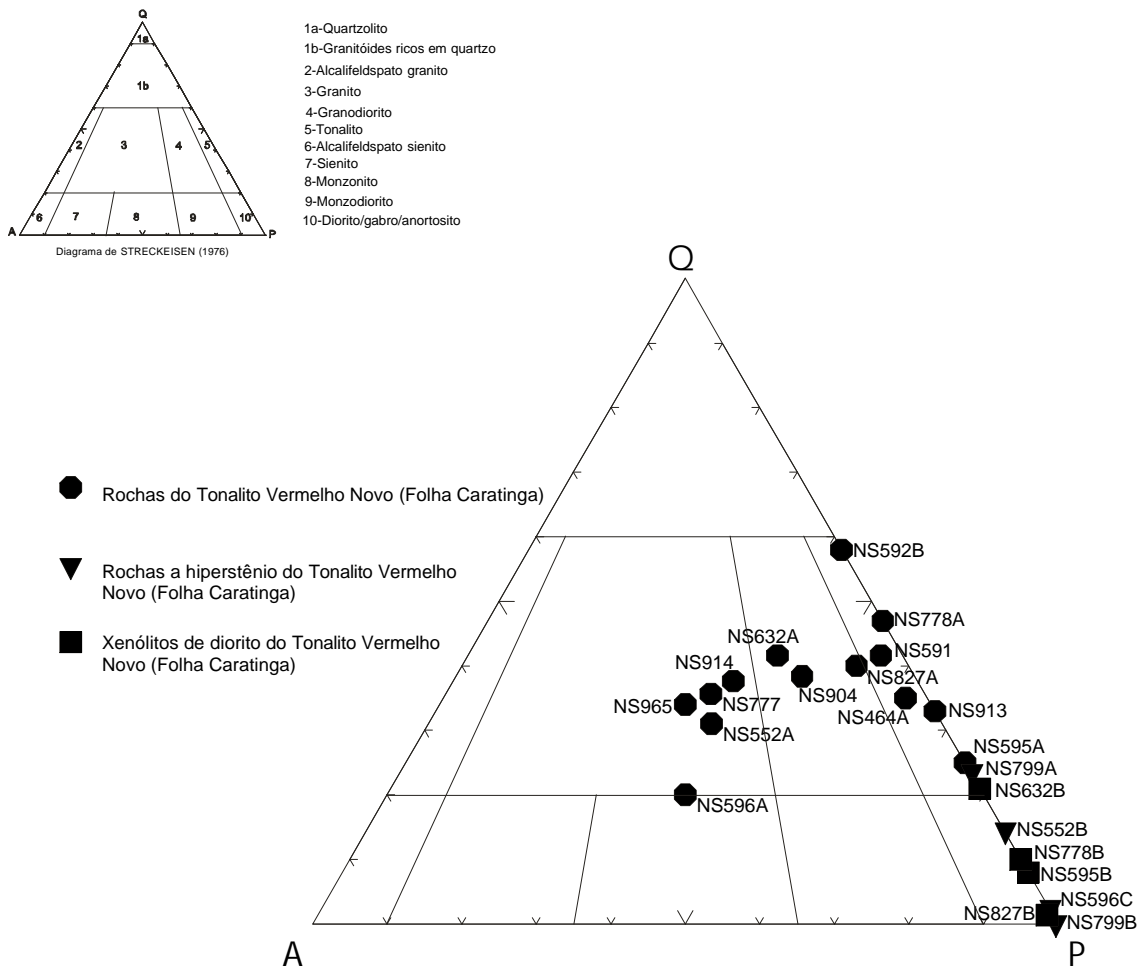 Q
1a
1b
2
3
4
5
6
7
8
9
10
A
P
Diagrama de STRECKEISEN (1976)
1a-Quartzolito
1b-Granitóides ricos em quartzo
2-Alcalifeldspato granito
3-Granito
4-Granodiorito
5-Tonalito
6-Alcalifeldspato sienito
7-Sienito
8-Monzonito
9-Monzodiorito
10-Diorito/gabro/anortosito
Rochas do Tonalito Vermelho Novo (Folha Caratinga)
Rochas a hiperstênio do Tonalito Vermelho
Novo (Folha Caratinga)
Xenólitos de diorito do Tonalito Vermelho
Novo (Folha Caratinga)
Q
NS592B
NS778A
NS632A
NS591
NS914
NS827A
NS904
NS965
NS777
NS464A
NS913
NS552A
NS595A
NS799A
NS632B
NS596A
NS552B
NS778B
NS595B
NS596C
NS827B
NS799B
A
P